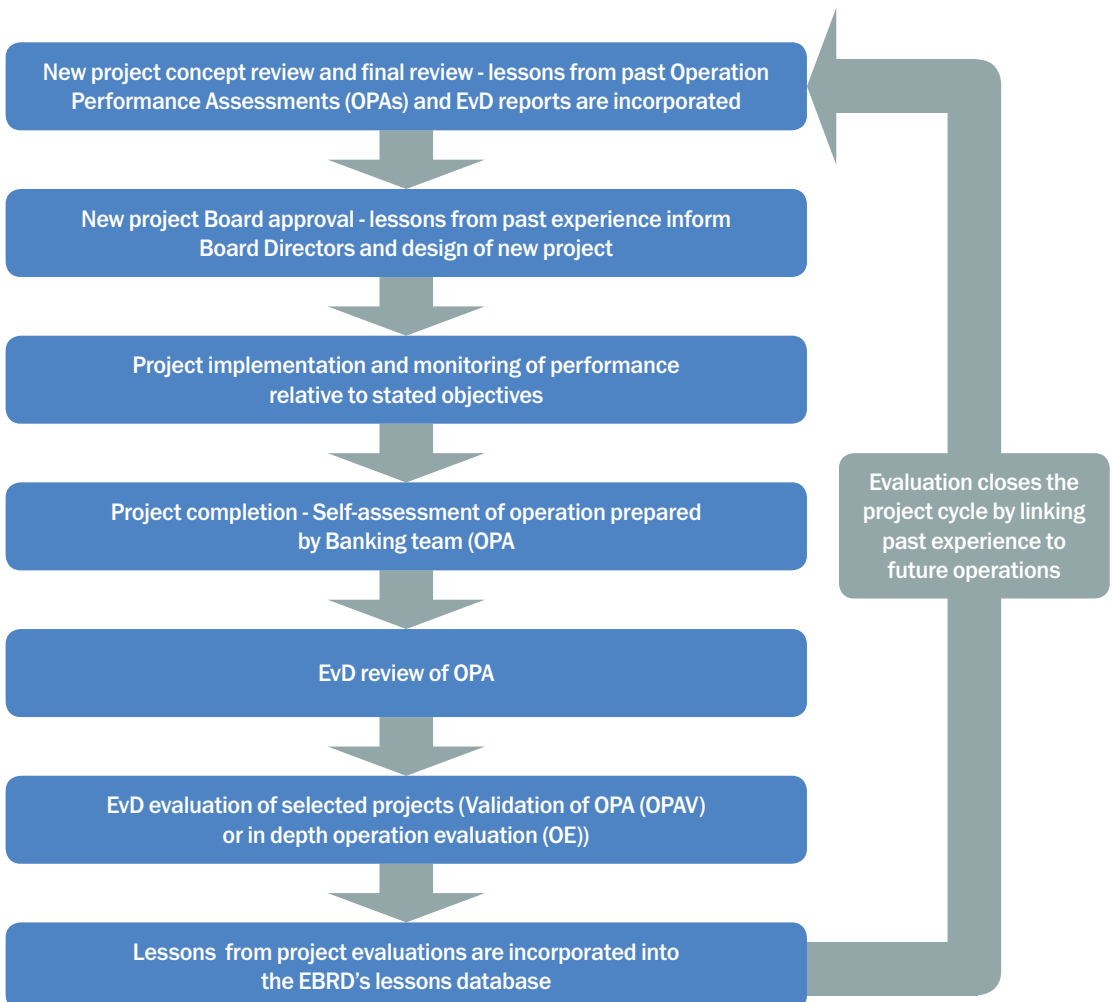 New project concept review and final review - lessons from past Operation
Performance Assessments (OPAs) and EvD reports are incorporated
New project Board approval - lessons from past experience inform
Board Directors and design of new project
Project implementation and monitoring of performance
relative to stated objectives
Project completion - Self-assessment of operation prepared
by Banking team (OPA
EvD review of OPA
EvD evaluation of selected projects (Validation of OPA (OPAV)
or in depth operation evaluation (OE))
Lessons from project evaluations are incorporated into
the EBRD's lessons database
Evaluation closes the
project cycle by linking
past experience to
future operations